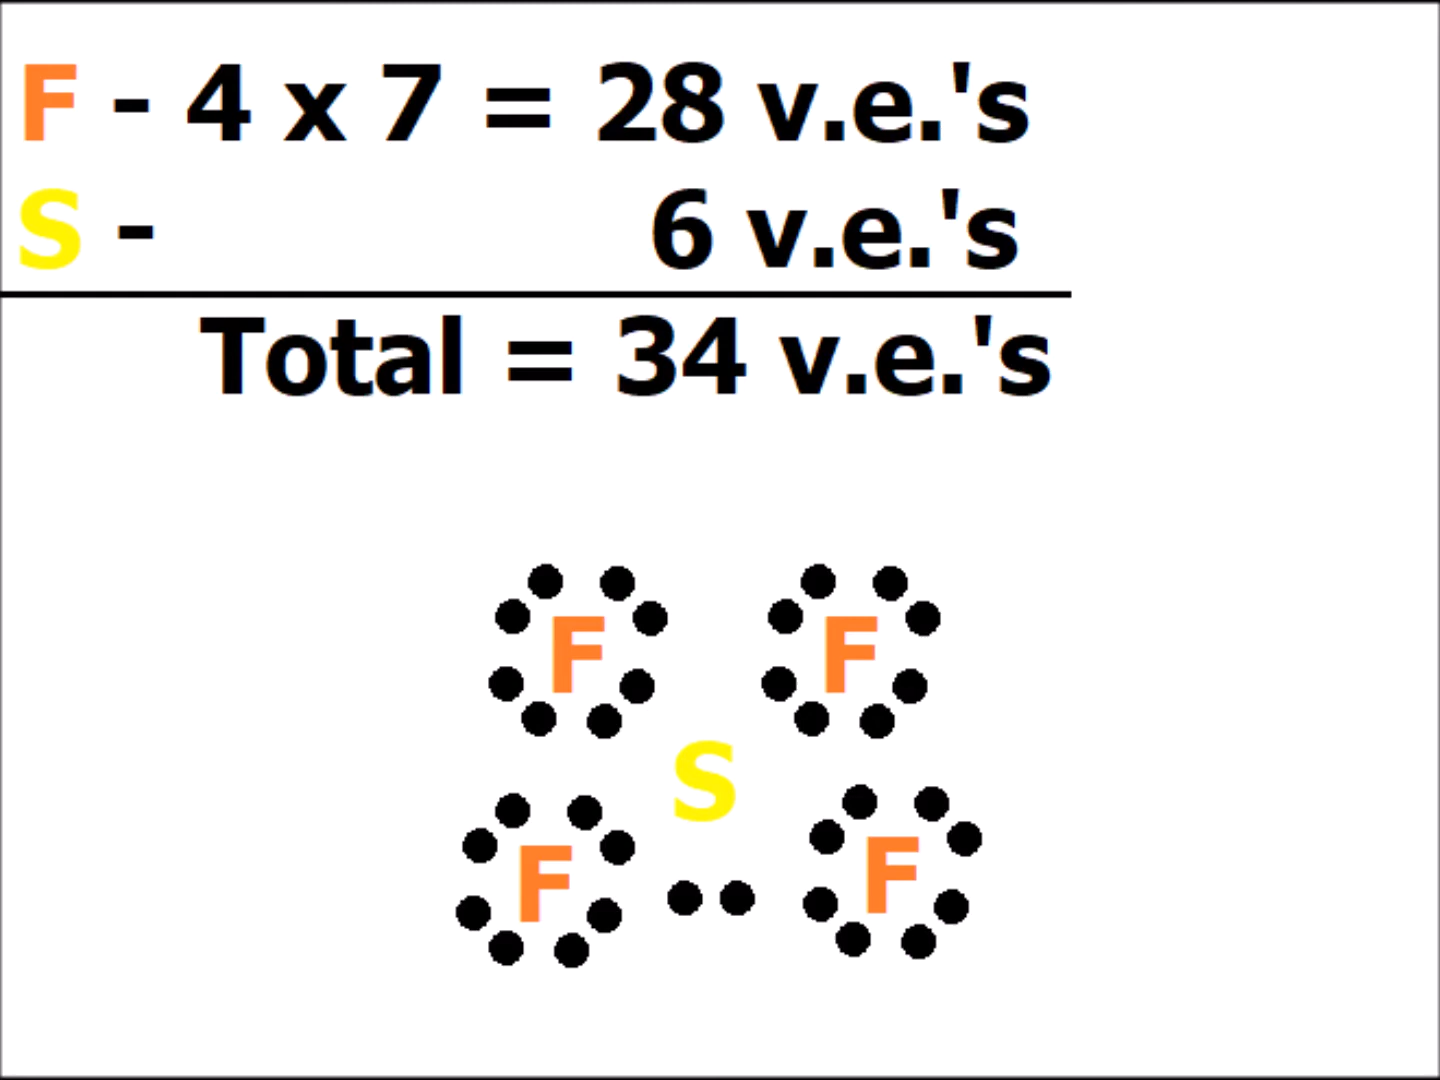 F - 4 x 7 = 28 v.e.'s
S - 6 v.e.'s
Total = 34 v.e.'s
F F
S
F F